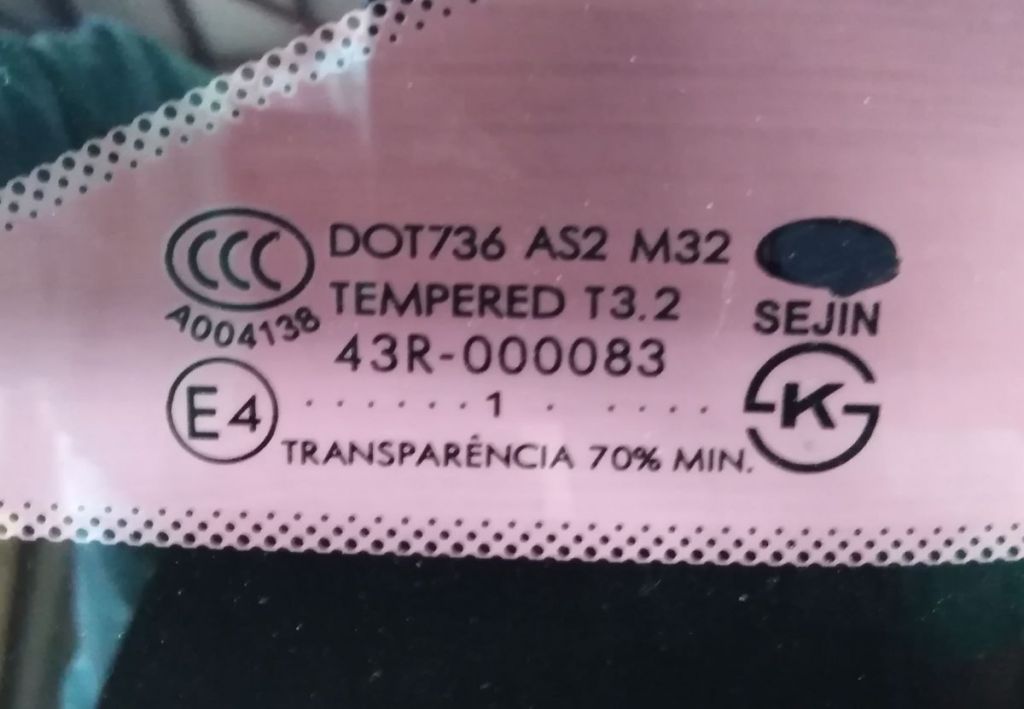 CCC DOT736 AS2 M32
A004138 TEMPERED T3.2
SEJIN
43R-000083
E4 ······1 · ····
K
TRANSPARÊNCIA 70% MIN.